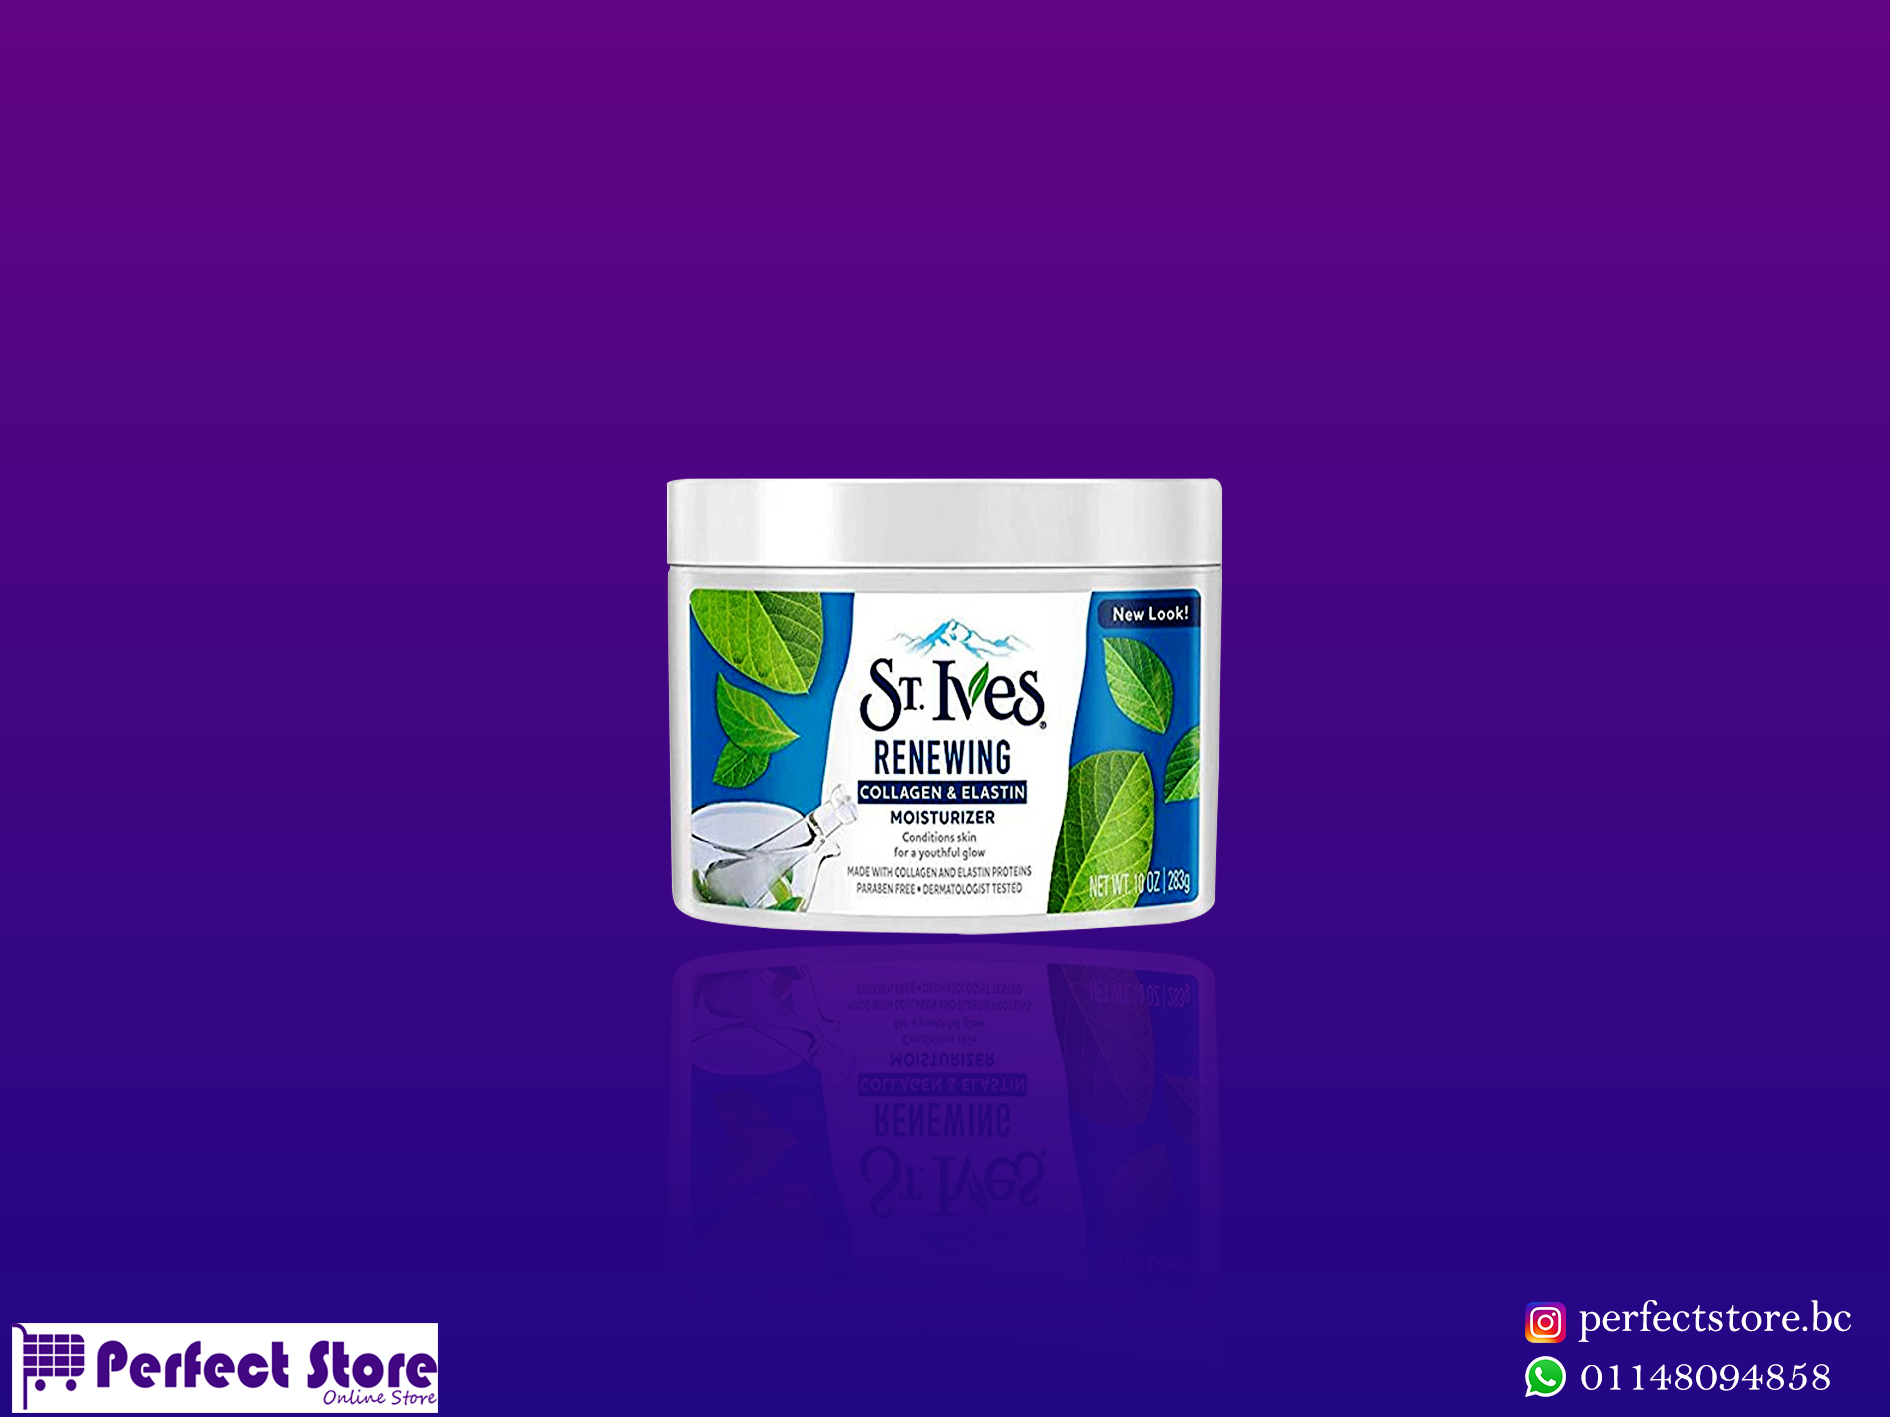 New Look!
ST. IVES®
RENEWING
COLLAGEN & ELASTIN
MOISTURIZER
Conditions skin
for a youthful glow
MADE WITH COLLAGEN AND ELASTIN PROTEINS
PARABEN FREE • DERMATOLOGIST TESTED
NET WT. 10 OZ | 283g
Perfect Store
Online Store
perfectstore.bc
01148094858